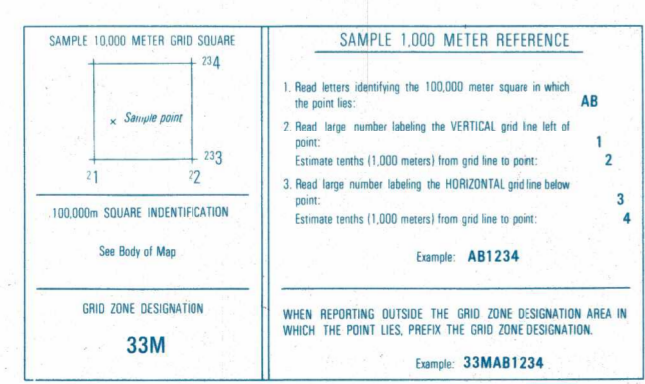 SAMPLE 10,000 METER GRID SQUARE
234
Sample point
233
21
22
100,000m SQUARE INDENTIFICATION
See Body of Map
GRID ZONE DESIGNATION
33M
SAMPLE 1,000 METER REFERENCE
1. Read letters identifying the 100,000 meter square in which
the point lies: AB
2. Read large number labeling the VERTICAL grid line left of
point: 1
Estimate tenths (1,000 meters) from grid line to point: 2
3. Read large number labeling the HORIZONTAL grid line below
point: 3
Estimate tenths (1,000 meters) from grid line to point: 4
Example: AB1234
WHEN REPORTING OUTSIDE THE GRID ZONE DESIGNATION AREA IN
WHICH THE POINT LIES, PREFIX THE GRID ZONE DESIGNATION.
Example: 33MAB1234